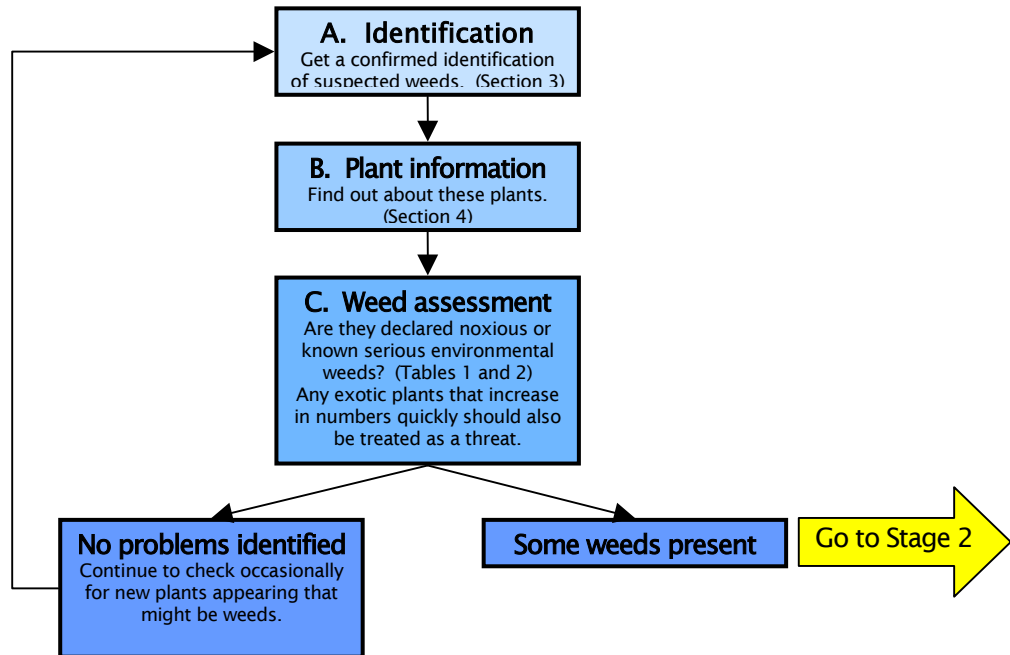 A. Identification
Get a confirmed identification
of suspected weeds. (Section 3)
B. Plant information
Find out about these plants.
(Section 4)
C. Weed assessment
Are they declared noxious or
known serious environmental
weeds? (Tables 1 and 2)
Any exotic plants that increase
in numbers quickly should also
be treated as a threat.
No problems identified
Continue to check occasionally
for new plants appearing that
might be weeds.
Some weeds present
Go to Stage 2